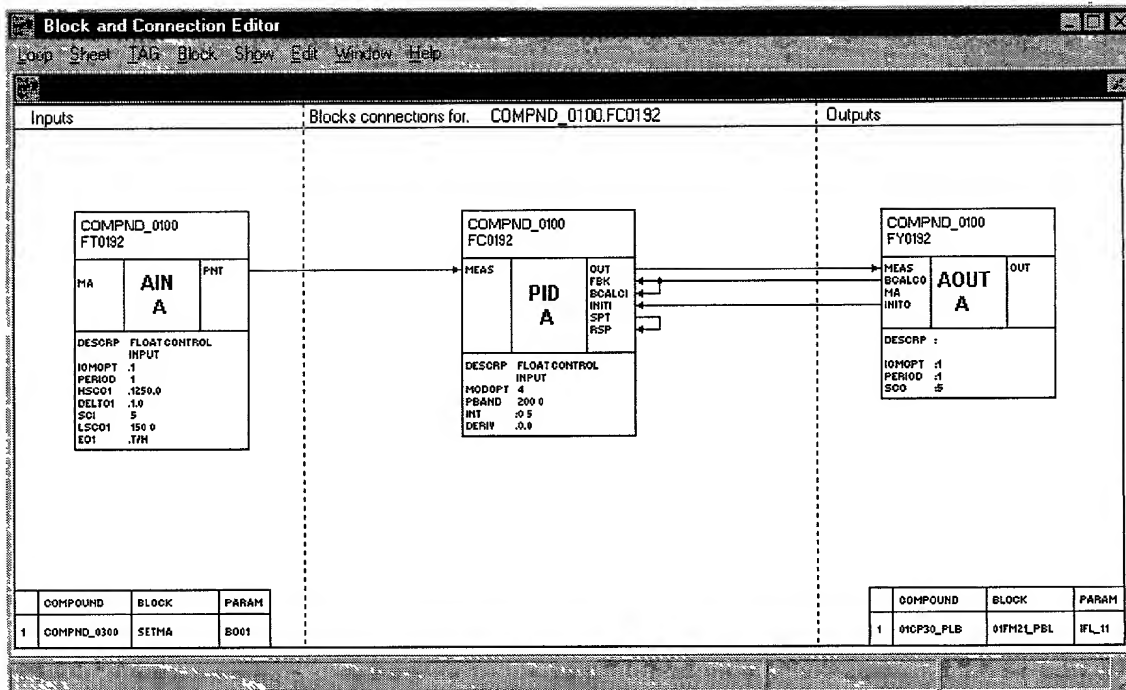 Block and Connection Editor
Loop Sheet TAG Block Show Edit Window Help
Inputs
Blocks connections for. COMPND_0100.FC0192
Outputs
COMPND_0100
FT0192
MA
AIN
A
PNT
DESCRP FLOAT CONTROL
INPUT
IOMOPT .1
PERIOD 1
HSCO1 .1250.0
DELTO1 .1.0
SCI 5
LSCO1 150 0
EO1 .T/H
COMPND_0100
FC0192
MEAS
PID
A
OUT
FBK
BCALCI
INITI
SPT
RSP
DESCRP FLOAT CONTROL
INPUT
MODOPT 4
PBAND 200 0
INT :0 5
DERIV .0.0
COMPND_0100
FY0192
MEAS
BCALCO
MA
INITO
AOUT
A
OUT
DESCRP :
IOMOPT :1
PERIOD :1
SCO :5
COMPOUND BLOCK PARAM
1 COMPND_0300 SETMA BO01
COMPOUND BLOCK PARAM
1 01CP30_PLB 01FM21_PBL IFL_11